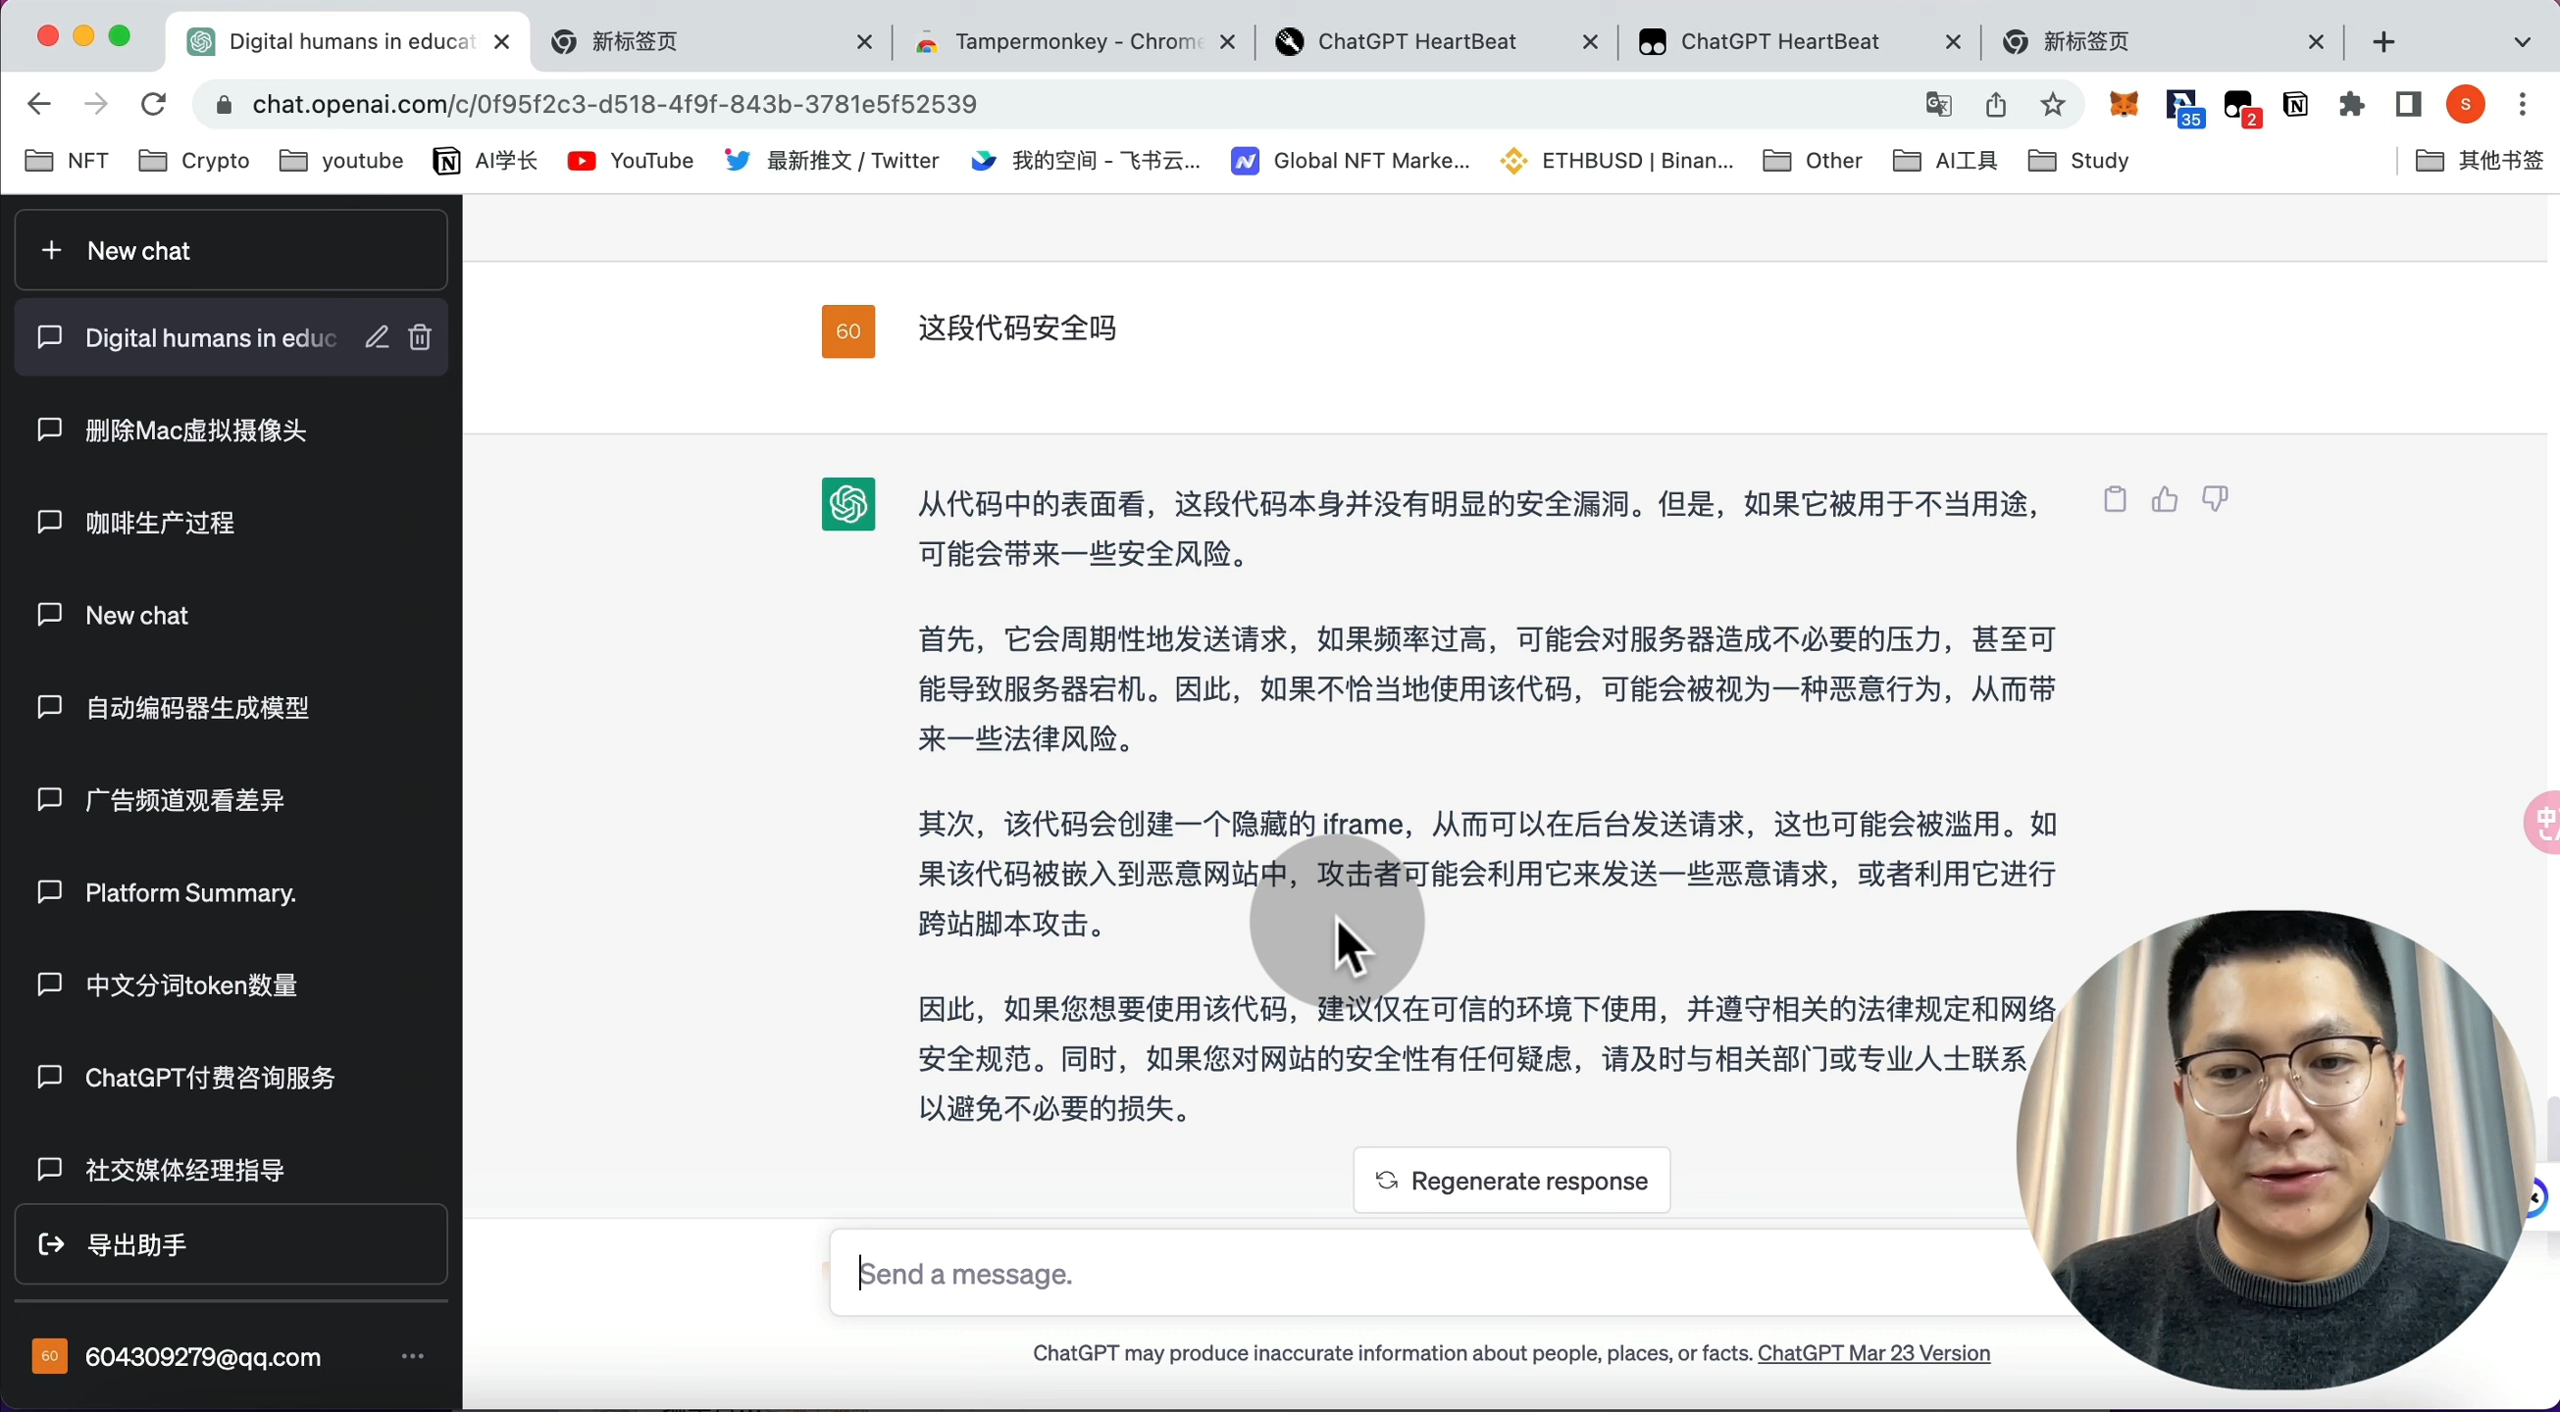 Digital humans in educat
新标签页
Tampermonkey - Chrome
ChatGPT HeartBeat
ChatGPT HeartBeat
新标签页
chat.openai.com/c/0f95f2c3-d518-4f9f-843b-3781e5f52539
35
2
S
NFT
Crypto
youtube
AI学长
YouTube
最新推文 / Twitter
我的空间 - 飞书云...
Global NFT Marke...
ETHBUSD | Binan...
Other
AI工具
Study
其他书签
New chat
Digital humans in educ
删除Mac虚拟摄像头
咖啡生产过程
New chat
自动编码器生成模型
广告频道观看差异
Platform Summary.
中文分词token数量
ChatGPT付费咨询服务
社交媒体经理指导
导出助手
60
604309279@qq.com
60
这段代码安全吗
从代码中的表面看，这段代码本身并没有明显的安全漏洞。但是，如果它被用于不当用途，
可能会带来一些安全风险。
首先，它会周期性地发送请求，如果频率过高，可能会对服务器造成不必要的压力，甚至可
能导致服务器宕机。因此，如果不恰当地使用该代码，可能会被视为一种恶意行为，从而带
来一些法律风险。
其次，该代码会创建一个隐藏的 iframe，从而可以在后台发送请求，这也可能会被滥用。如
果该代码被嵌入到恶意网站中，攻击者可能会利用它来发送一些恶意请求，或者利用它进行
跨站脚本攻击。
因此，如果您想要使用该代码，建议仅在可信的环境下使用，并遵守相关的法律规定和网络
安全规范。同时，如果您对网站的安全性有任何疑虑，请及时与相关部门或专业人士联系
以避免不必要的损失。
Regenerate response
Send a message.
ChatGPT may produce inaccurate information about people, places, or facts. ChatGPT Mar 23 Version
中